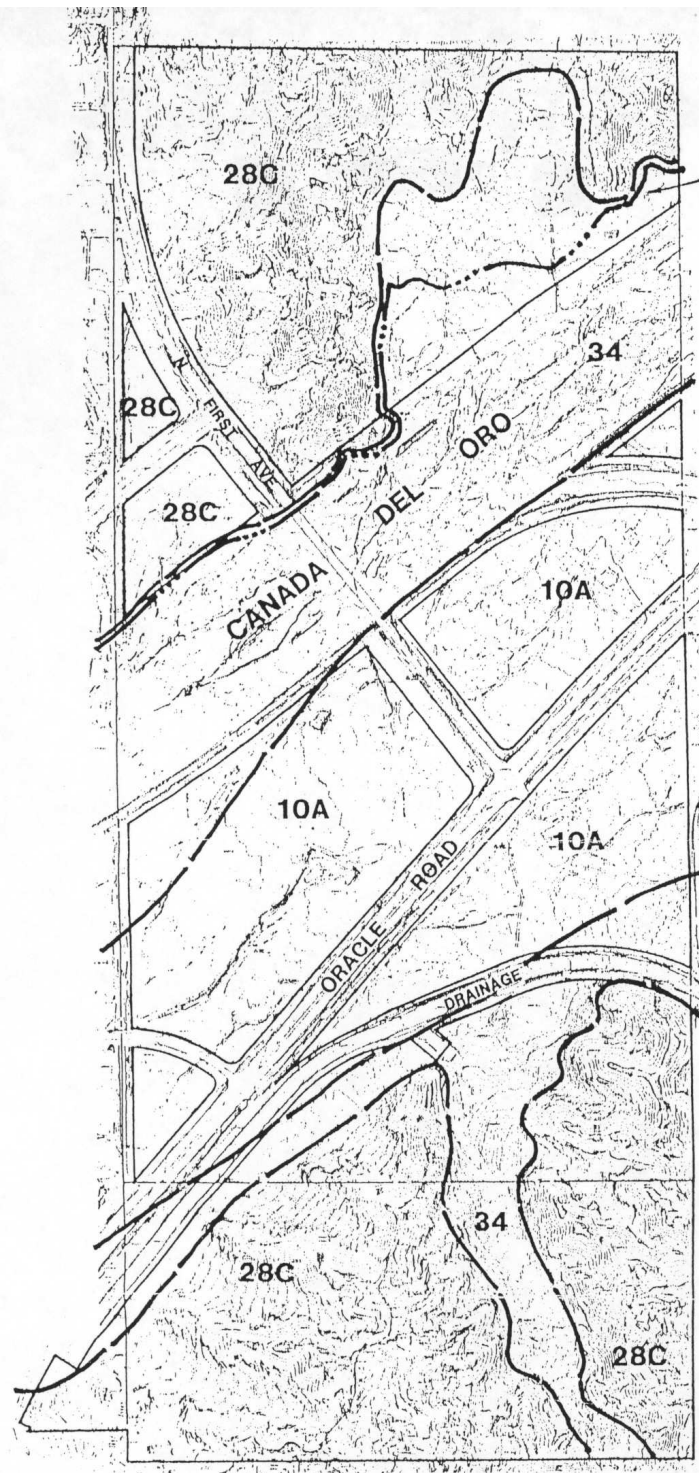 28C
34
28C
N FIRST AVE
28C
CANADA DEL ORO
10A
10A
10A
ORACLE ROAD
DRAINAGE
34
28C
28C